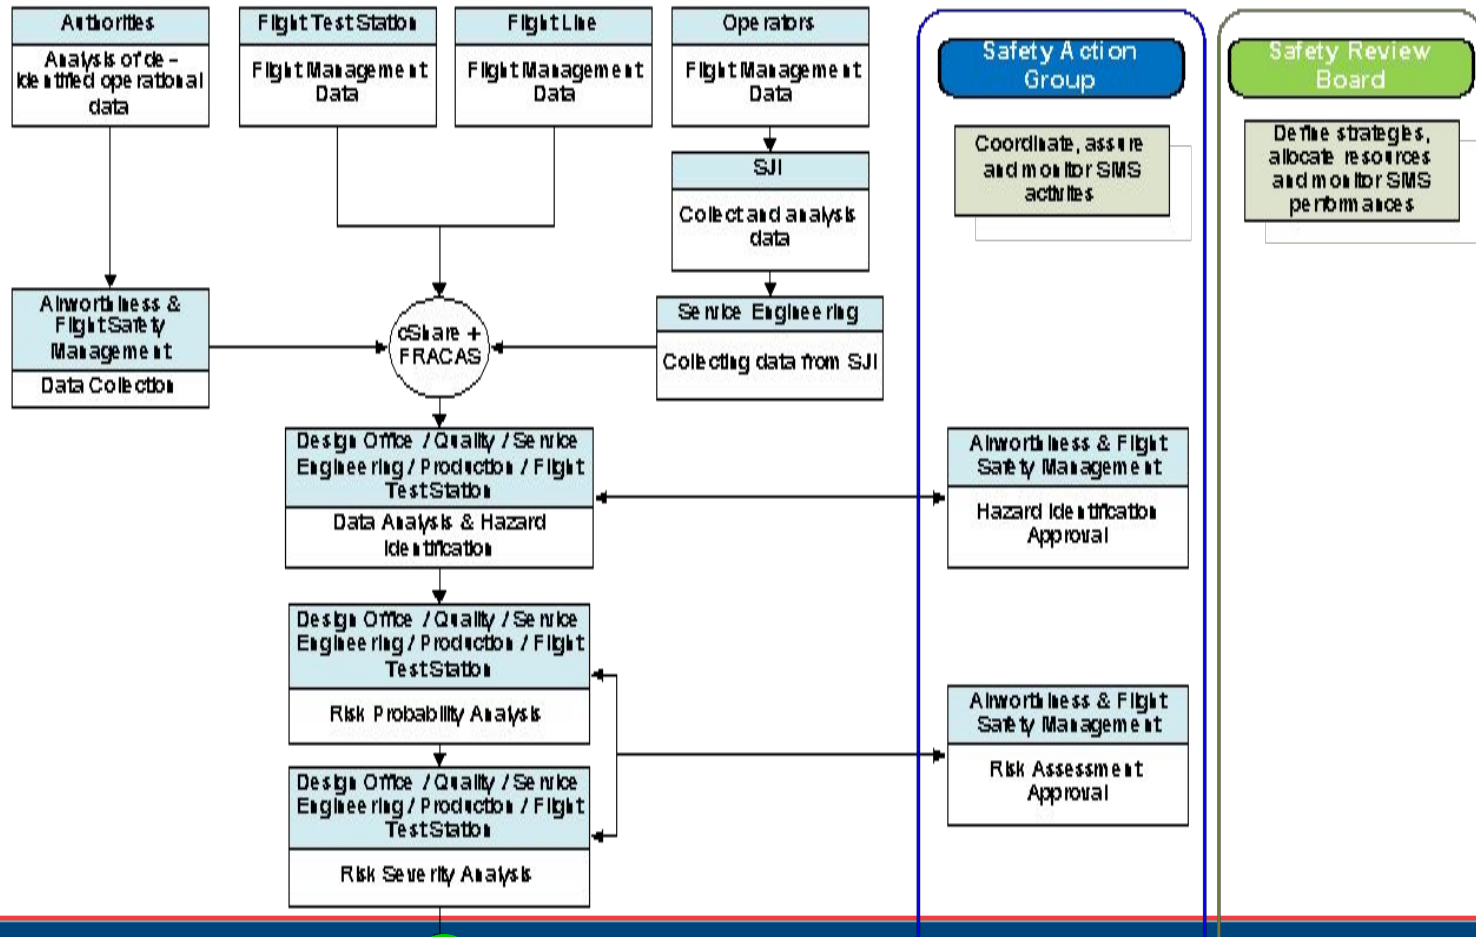 Authorities
Analysis of de-
identified operational
data
Flight Test Station
Flight Management
Data
Flight Line
Flight Management
Data
Operators
Flight Management
Data
SJI
Collect and analysis
data
Safety Action
Group
Coordinate, assure
and monitor SMS
activites
Safety Review
Board
Define strategies,
allocate resources
and monitor SMS
performances
Airworthiness &
Flight Safety
Management
Data Collection
cShare +
FRACAS
Service Engineering
Collecting data from SJI
Design Office / Quality / Service
Engineering / Production / Flight
Test Station
Data Analysis & Hazard
Identification
Airworthiness & Flight
Safety Management
Hazard Identification
Approval
Design Office / Quality / Service
Engineering / Production / Flight
Test Station
Risk Probability Analysis
Airworthiness & Flight
Safety Management
Risk Assessment
Approval
Design Office / Quality / Service
Engineering / Production / Flight
Test Station
Risk Severity Analysis